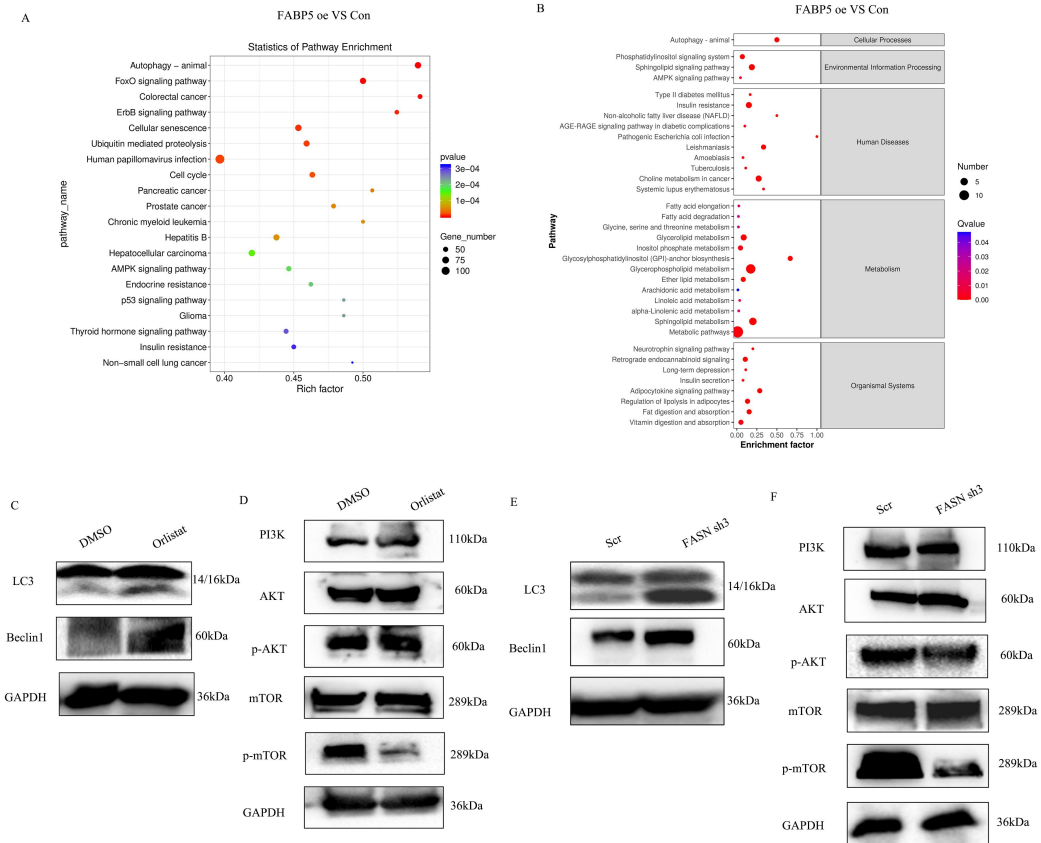 A
FABP5 oe VS Con
Statistics of Pathway Enrichment
pathway_name
Autophagy − animal
FoxO signaling pathway
Colorectal cancer
ErbB signaling pathway
Cellular senescence
Ubiquitin mediated proteolysis
Human papillomavirus infection
Cell cycle
Pancreatic cancer
Prostate cancer
Chronic myeloid leukemia
Hepatitis B
Hepatocellular carcinoma
AMPK signaling pathway
Endocrine resistance
p53 signaling pathway
Glioma
Thyroid hormone signaling pathway
Insulin resistance
Non−small cell lung cancer
0.40 0.45 0.50
Rich factor
pvalue
3e−04
2e−04
1e−04
Gene_number
50
75
100
B
FABP5 oe VS Con
Pathway
Autophagy - animal
Cellular Processes
Phosphatidylinositol signaling system
Sphingolipid signaling pathway
AMPK signaling pathway
Environmental Information Processing
Type II diabetes mellitus
Insulin resistance
Non-alcoholic fatty liver disease (NAFLD)
AGE-RAGE signaling pathway in diabetic complications
Pathogenic Escherichia coli infection
Leishmaniasis
Amoebiasis
Tuberculosis
Choline metabolism in cancer
Systemic lupus erythematosus
Human Diseases
Fatty acid elongation
Fatty acid degradation
Glycine, serine and threonine metabolism
Glycerolipid metabolism
Inositol phosphate metabolism
Glycosylphosphatidylinositol (GPI)-anchor biosynthesis
Glycerophospholipid metabolism
Ether lipid metabolism
Arachidonic acid metabolism
Linoleic acid metabolism
alpha-Linolenic acid metabolism
Sphingolipid metabolism
Metabolic pathways
Metabolism
Neurotrophin signaling pathway
Retrograde endocannabinoid signaling
Long-term depression
Insulin secretion
Adipocytokine signaling pathway
Regulation of lipolysis in adipocytes
Fat digestion and absorption
Vitamin digestion and absorption
Organismal Systems
0.00 0.25 0.50 0.75 1.00
Enrichment factor
Number
5
10
Qvalue
0.04
0.03
0.02
0.01
0.00
C
DMSO Orlistat
LC3 14/16kDa
Beclin1 60kDa
GAPDH 36kDa
D
DMSO Orlistat
PI3K 110kDa
AKT 60kDa
p-AKT 60kDa
mTOR 289kDa
p-mTOR 289kDa
GAPDH 36kDa
E
Scr FASN sh3
LC3 14/16kDa
Beclin1 60kDa
GAPDH 36kDa
F
Scr FASN sh3
PI3K 110kDa
AKT 60kDa
p-AKT 60kDa
mTOR 289kDa
p-mTOR 289kDa
GAPDH 36kDa